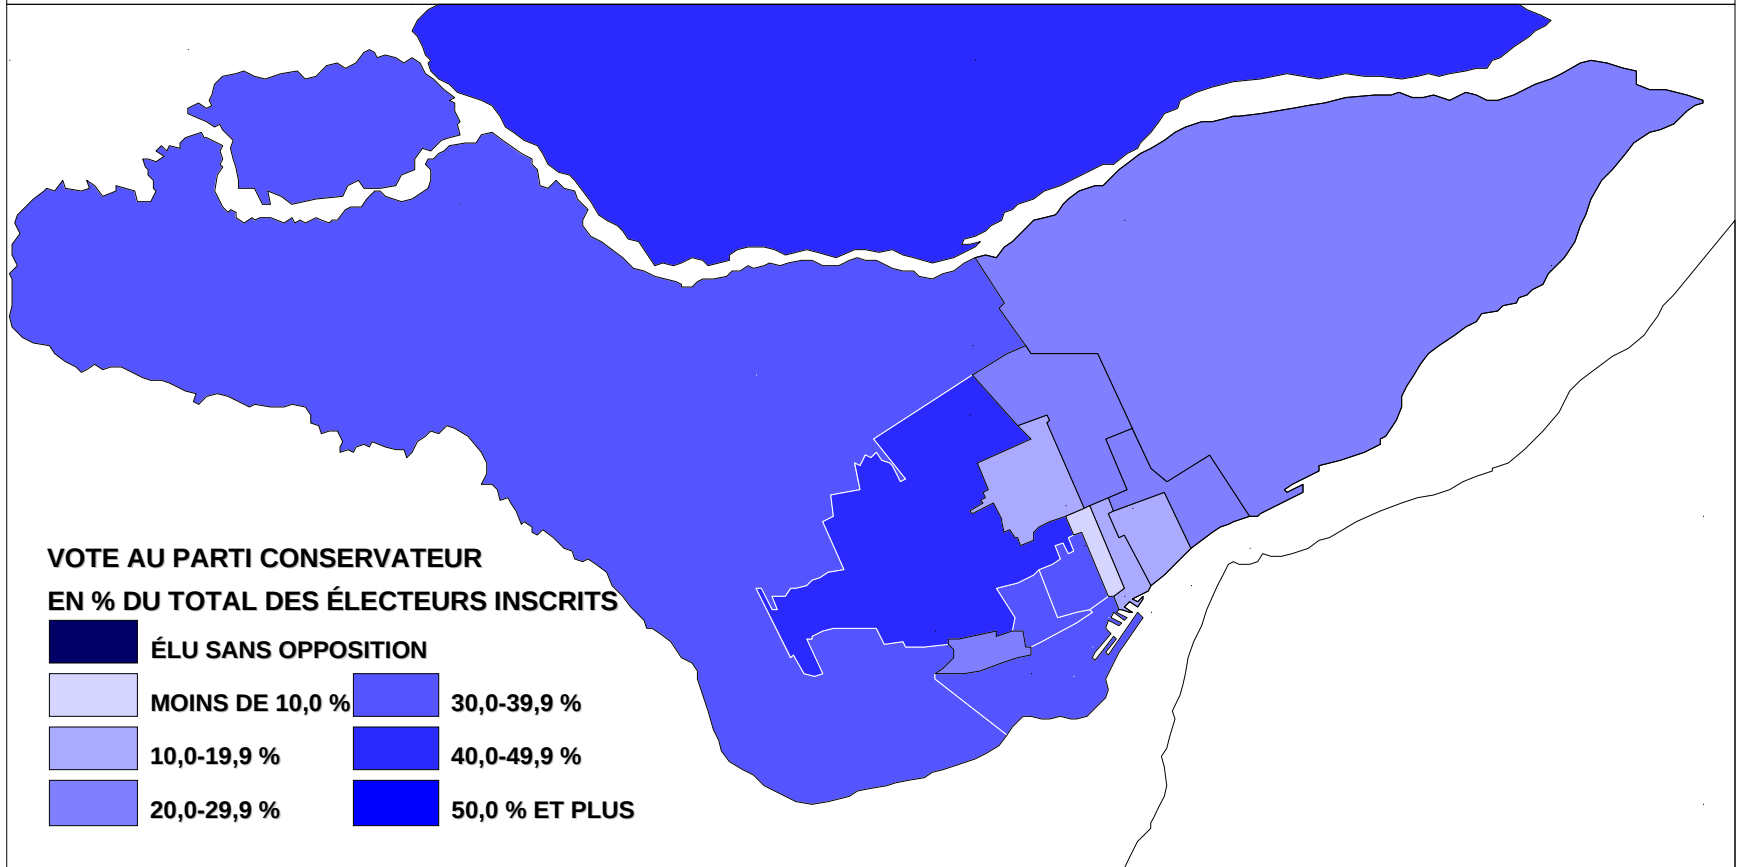 VOTE AU PARTI CONSERVATEUR
EN % DU TOTAL DES ÉLECTEURS INSCRITS
ÉLU SANS OPPOSITION
MOINS DE 10,0 %
10,0-19,9 %
20,0-29,9 %
30,0-39,9 %
40,0-49,9 %
50,0 % ET PLUS